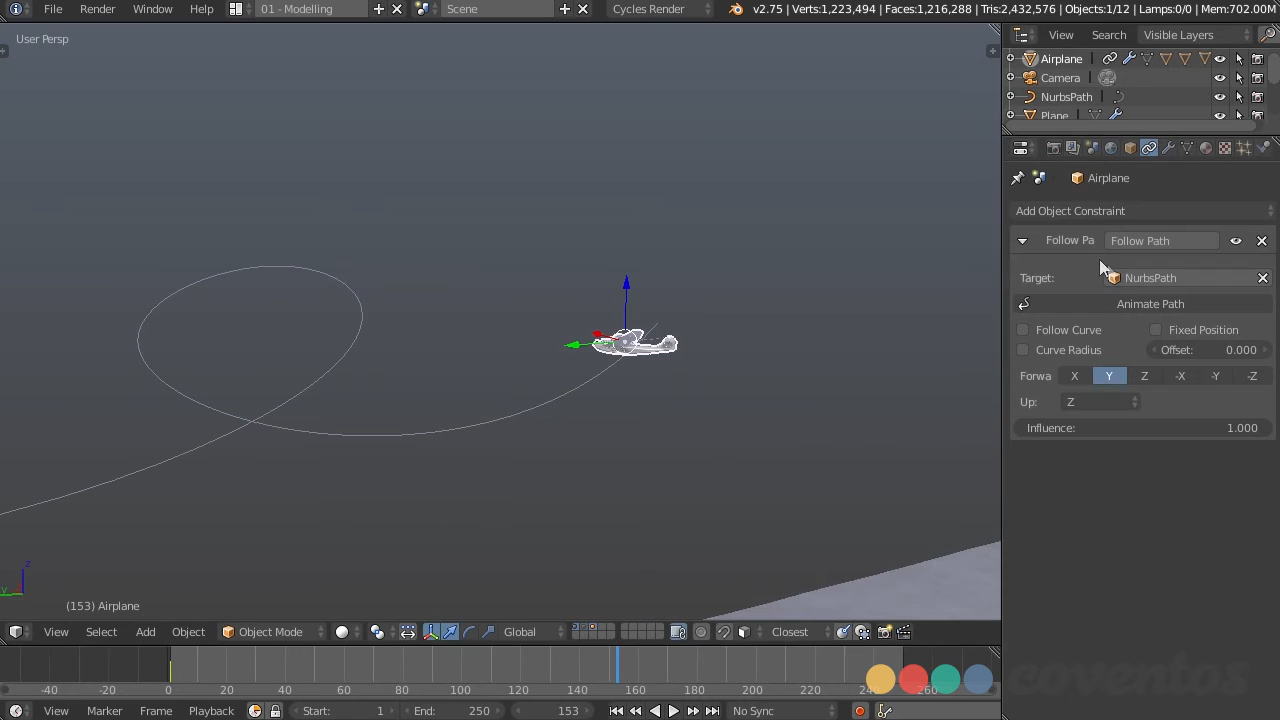 File Render Window Help 01 - Modelling Scene Cycles Render v2.75 | Verts:1,223,494 | Faces:1,216,288 | Tris:2,432,576 | Objects:1/12 | Lamps:0/0 | Mem:702.00M
User Persp
View Search Visible Layers
Airplane
Camera
NurbsPath
Plane
Airplane
Add Object Constraint
Follow Pa Follow Path
Target: NurbsPath
Animate Path
Follow Curve Fixed Position
Curve Radius Offset: 0.000
Forwa X Y Z -X -Y -Z
Up: Z
Influence: 1.000
z
y
(153) Airplane
View Select Add Object Object Mode Global Closest
-40 -20 0 20 40 60 80 100 120 140 160 180 200 220 240 260
View Marker Frame Playback Start: 1 End: 250 153 No Sync
coventos